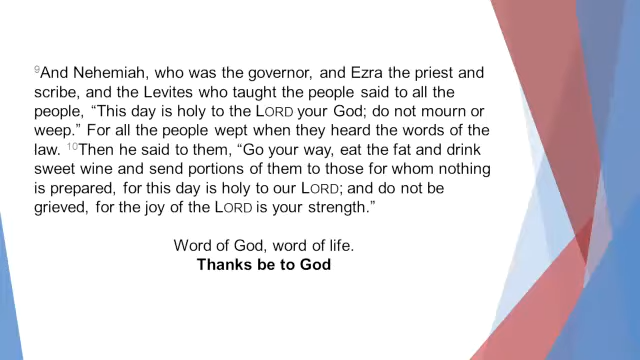 9And Nehemiah, who was the governor, and Ezra the priest and
scribe, and the Levites who taught the people said to all the
people, “This day is holy to the LORD your God; do not mourn or
weep.” For all the people wept when they heard the words of the
law. 10Then he said to them, “Go your way, eat the fat and drink
sweet wine and send portions of them to those for whom nothing
is prepared, for this day is holy to our LORD; and do not be
grieved, for the joy of the LORD is your strength.”
Word of God, word of life.
Thanks be to God